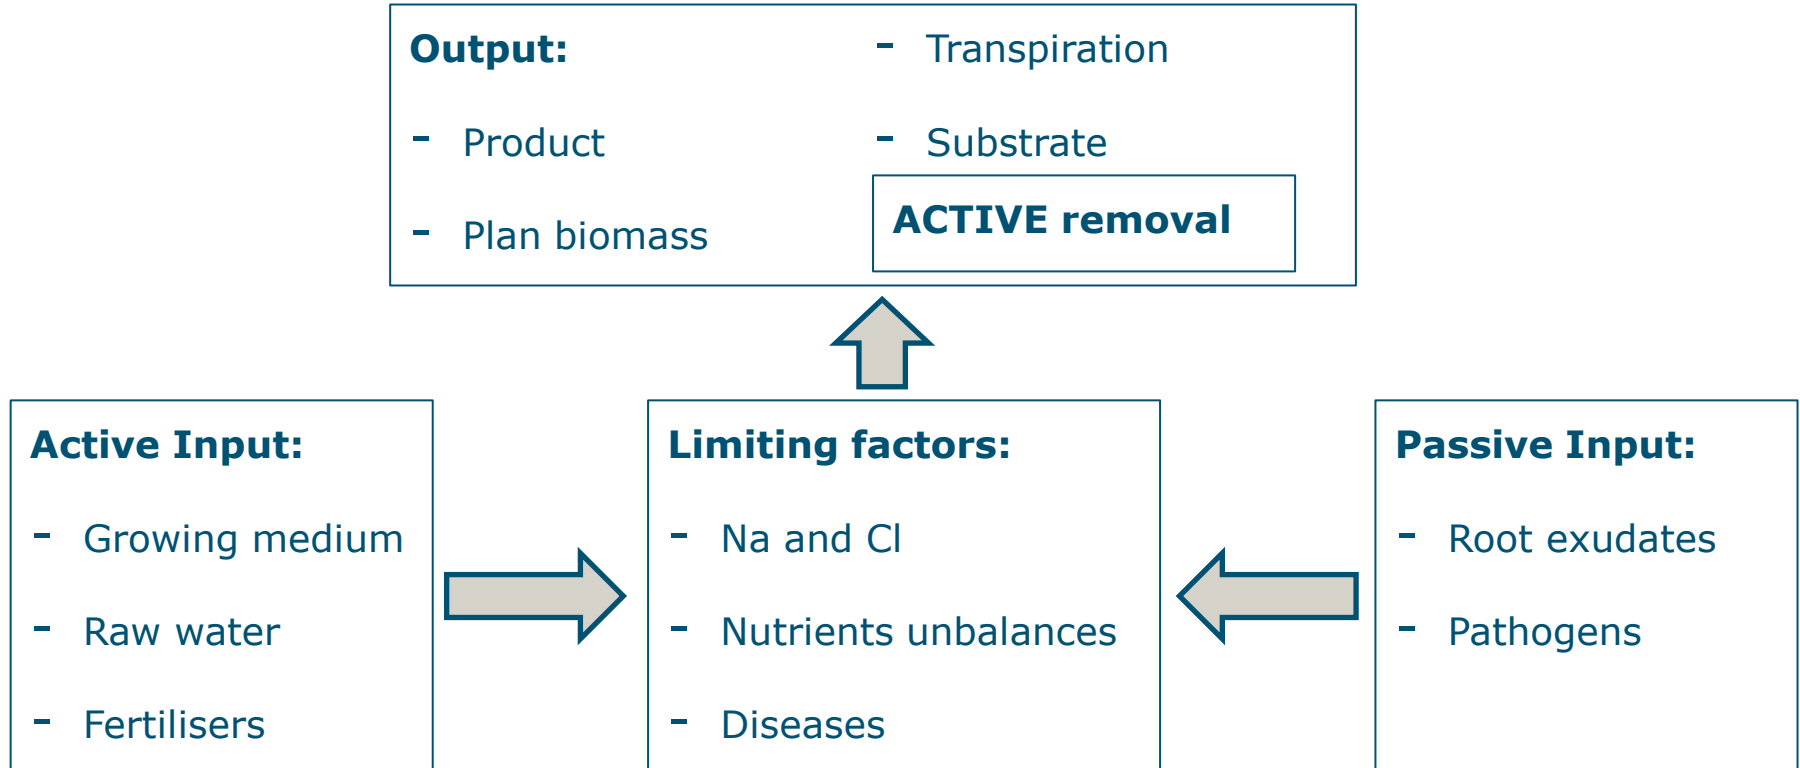 Output:
- Product
- Plan biomass
- Transpiration
- Substrate
ACTIVE removal
Active Input:
- Growing medium
- Raw water
- Fertilisers
Limiting factors:
- Na and Cl
- Nutrients unbalances
- Diseases
Passive Input:
- Root exudates
- Pathogens